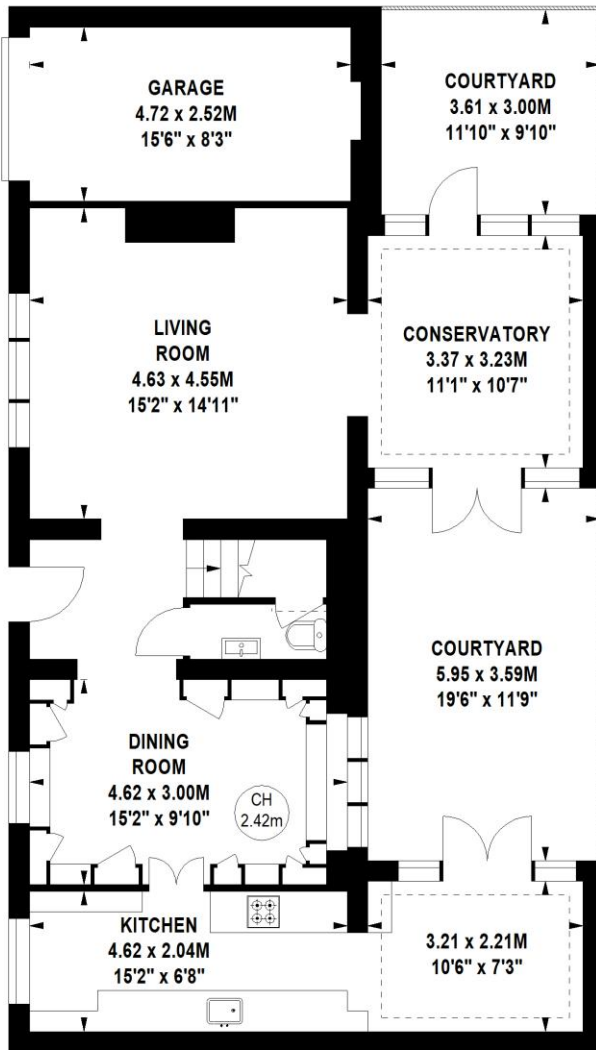 GARAGE
4.72 x 2.52M
15'6" x 8'3"
COURTYARD
3.61 x 3.00M
11'10" x 9'10"
LIVING
ROOM
4.63 x 4.55M
15'2" x 14'11"
CONSERVATORY
3.37 x 3.23M
11'1" x 10'7"
COURTYARD
5.95 x 3.59M
19'6" x 11'9"
DINING
ROOM
4.62 x 3.00M
15'2" x 9'10"
CH
2.42m
KITCHEN
4.62 x 2.04M
15'2" x 6'8"
3.21 x 2.21M
10'6" x 7'3"